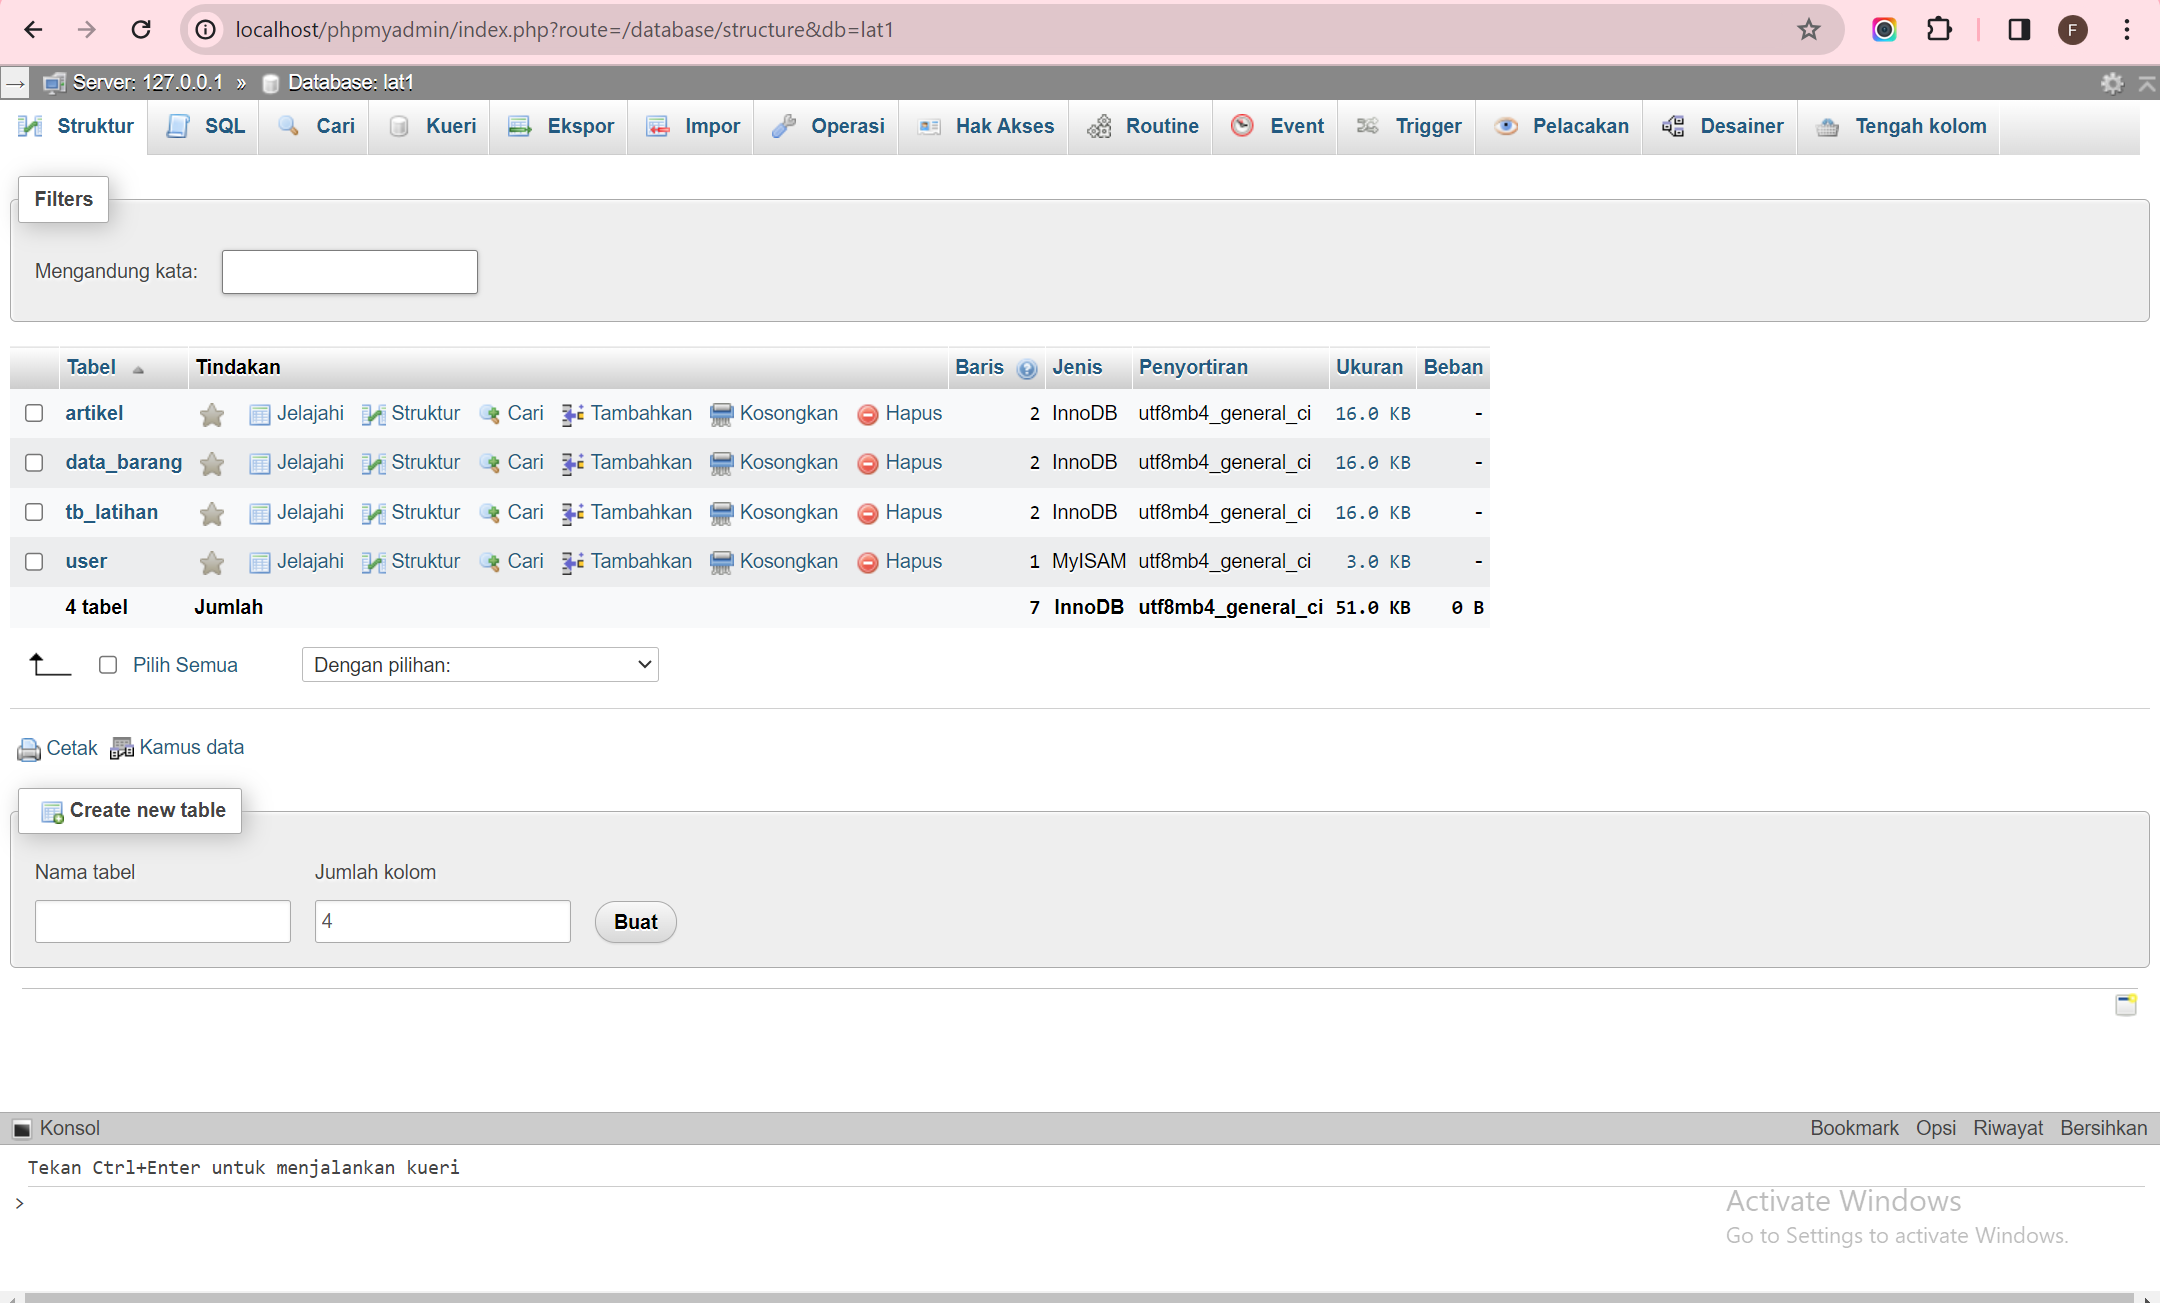 localhost/phpmyadmin/index.php?route=/database/structure&db=lat1
F
Server: 127.0.0.1 » Database: lat1
Struktur SQL Cari Kueri Ekspor Impor Operasi Hak Akses Routine Event Trigger Pelacakan Desainer Tengah kolom
Filters
Mengandung kata:
Tabel Tindakan Baris Jenis Penyortiran Ukuran Beban
artikel Jelajahi Struktur Cari Tambahkan Kosongkan Hapus 2 InnoDB utf8mb4_general_ci 16.0 KB -
data_barang Jelajahi Struktur Cari Tambahkan Kosongkan Hapus 2 InnoDB utf8mb4_general_ci 16.0 KB -
tb_latihan Jelajahi Struktur Cari Tambahkan Kosongkan Hapus 2 InnoDB utf8mb4_general_ci 16.0 KB -
user Jelajahi Struktur Cari Tambahkan Kosongkan Hapus 1 MyISAM utf8mb4_general_ci 3.0 KB -
4 tabel Jumlah 7 InnoDB utf8mb4_general_ci 51.0 KB 0 B
Pilih Semua Dengan pilihan:
Cetak Kamus data
Create new table
Nama tabel Jumlah kolom
4 Buat
Konsol Bookmark Opsi Riwayat Bersihkan
Tekan Ctrl+Enter untuk menjalankan kueri
>
Activate Windows
Go to Settings to activate Windows.